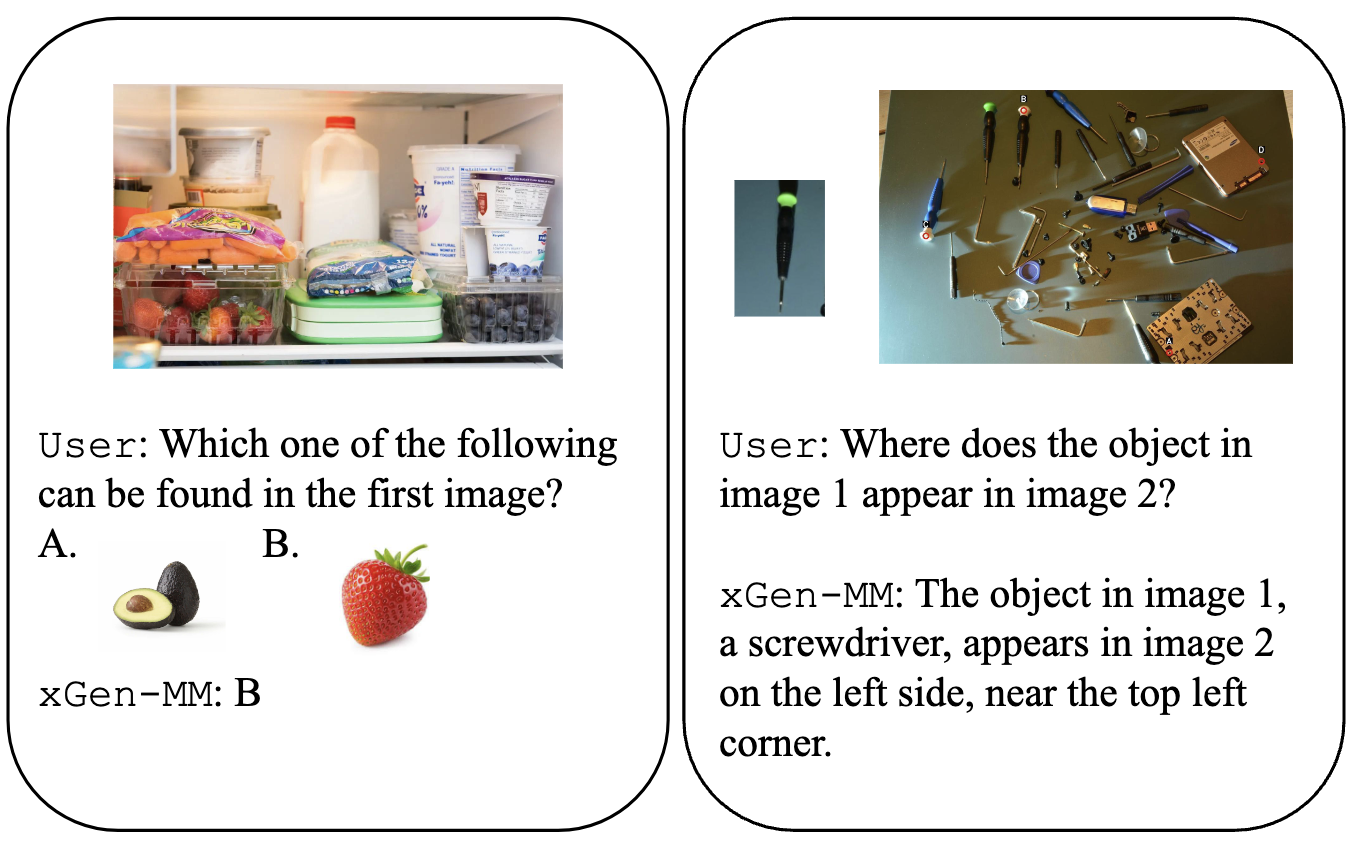 User: Which one of the following
can be found in the first image?
A. B.
xGen-MM: B
B
D
A
User: Where does the object in
image 1 appear in image 2?
xGen-MM: The object in image 1,
a screwdriver, appears in image 2
on the left side, near the top left
corner.